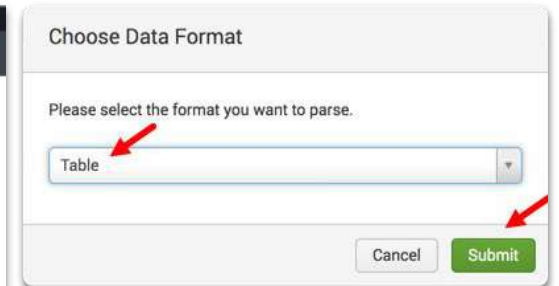 Choose Data Format
Please select the format you want to parse.
Table
Cancel
Submit